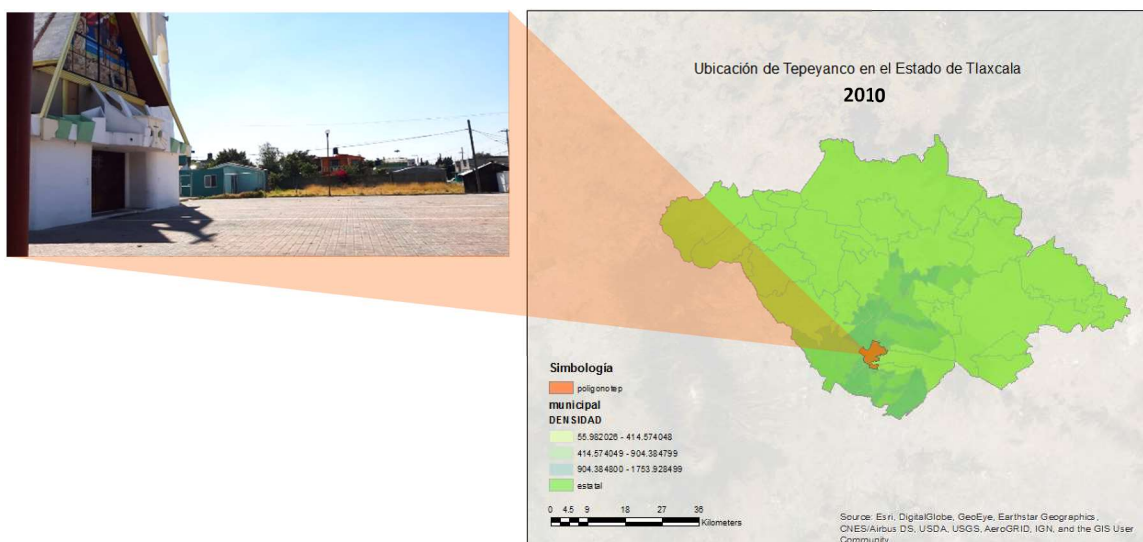 Ubicación de Tepeyanco en el Estado de Tlaxcala
2010
Simbología
poligonotep
municipal
DENSIDAD
55.982026 - 414.574048
414.574049 - 904.384799
904.384800 - 1753.928499
estatal
0 4.5 9 18 27 36
Kilometers
Source: Esri, DigitalGlobe, GeoEye, Earthstar Geographics,
CNES/Airbus DS, USDA, USGS, AeroGRID, IGN, and the GIS User
Community